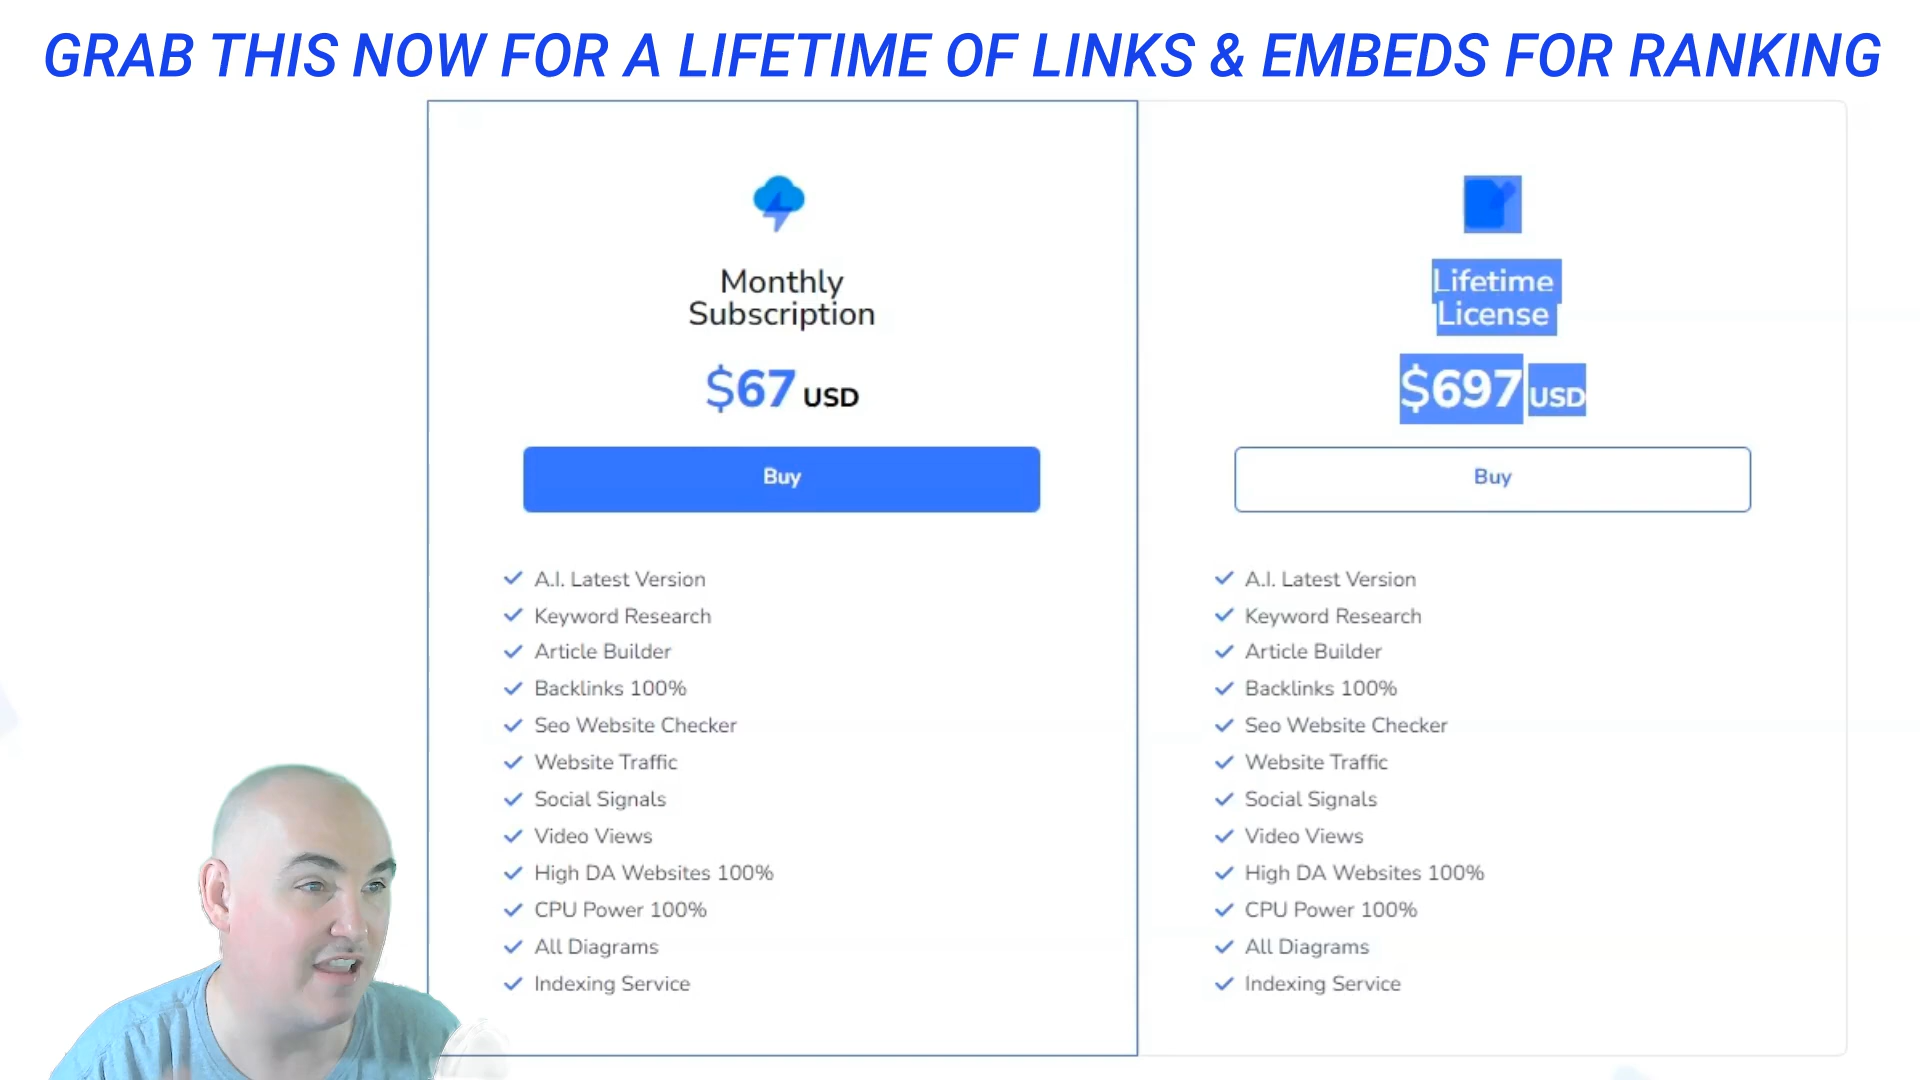 GRAB THIS NOW FOR A LIFETIME OF LINKS & EMBEDS FOR RANKING
Monthly
Subscription
$67 USD
Buy
A.I. Latest Version
Keyword Research
Article Builder
Backlinks 100%
Seo Website Checker
Website Traffic
Social Signals
Video Views
High DA Websites 100%
CPU Power 100%
All Diagrams
Indexing Service
Lifetime
License
$697 USD
Buy
A.I. Latest Version
Keyword Research
Article Builder
Backlinks 100%
Seo Website Checker
Website Traffic
Social Signals
Video Views
High DA Websites 100%
CPU Power 100%
All Diagrams
Indexing Service